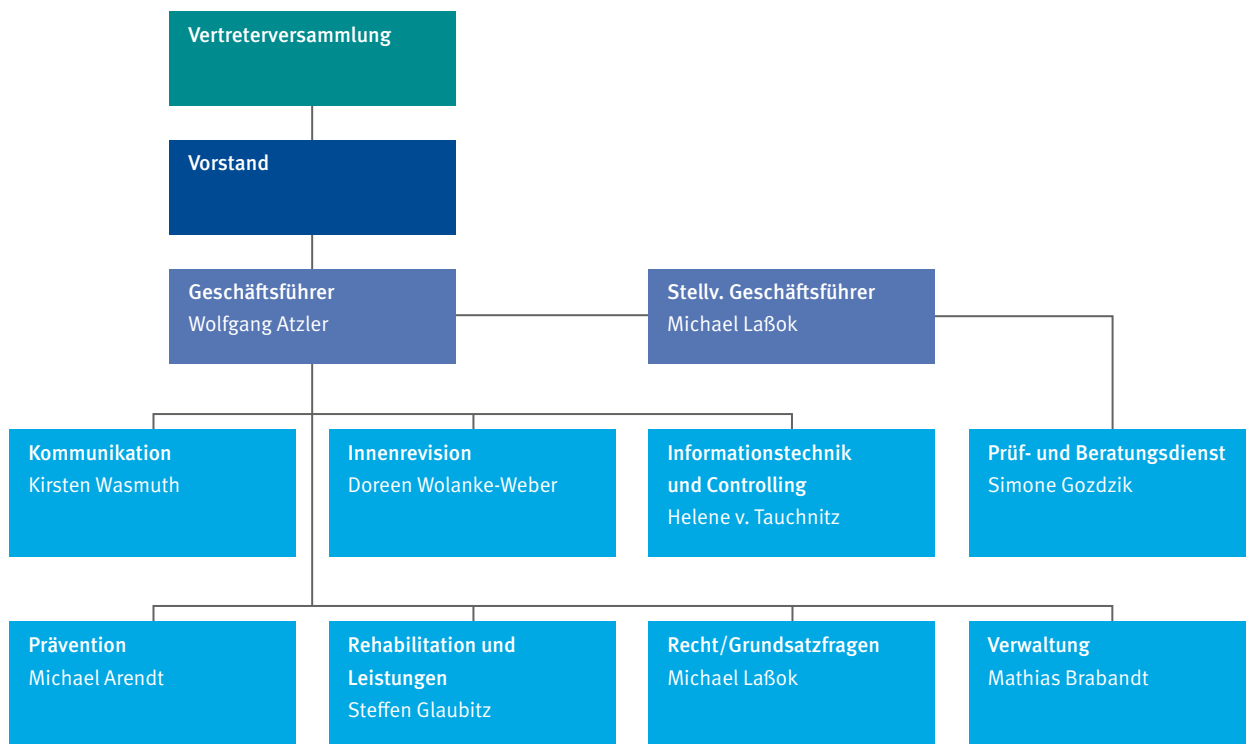 Vertreterversammlung
Vorstand
Geschäftsführer
Wolfgang Atzler
Stellv. Geschäftsführer
Michael Laßok
Kommunikation
Kirsten Wasmuth
Innenrevision
Doreen Wolanke-Weber
Informationstechnik
und Controlling
Helene v. Tauchnitz
Prüf- und Beratungsdienst
Simone Gozdzik
Prävention
Michael Arendt
Rehabilitation und
Leistungen
Steffen Glaubitz
Recht/Grundsatzfragen
Michael Laßok
Verwaltung
Mathias Brabandt